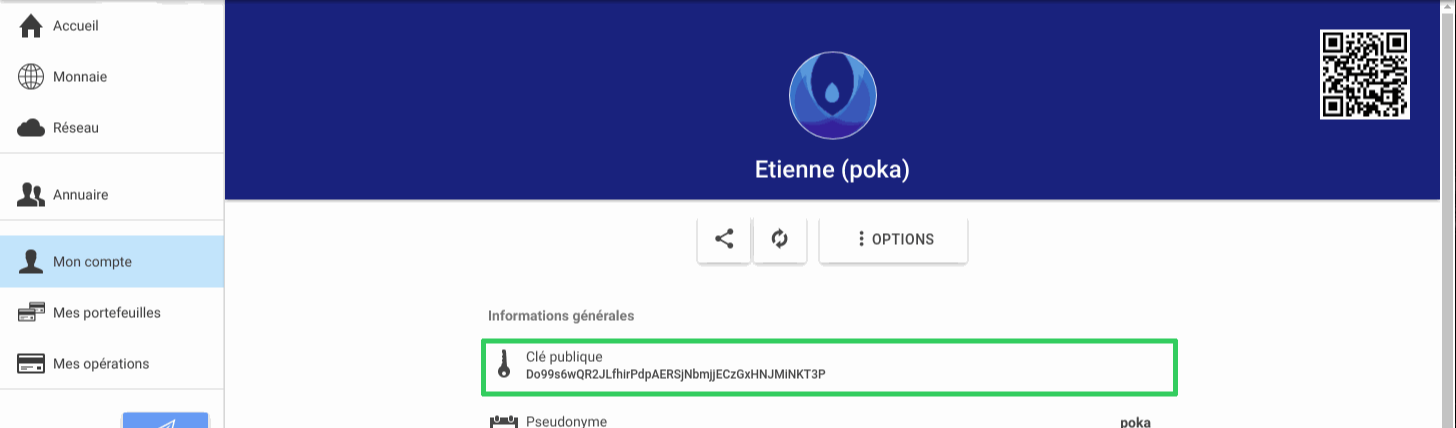 Accueil
Monnaie
Réseau
Annuaire
Mon compte
Mes portefeuilles
Mes opérations
Etienne (poka)
OPTIONS
Informations générales
Clé publique
Do99s6wQR2JLfhirPdpAERSjNbmjjECzGxHNJMiNKT3P
Pseudonyme poka